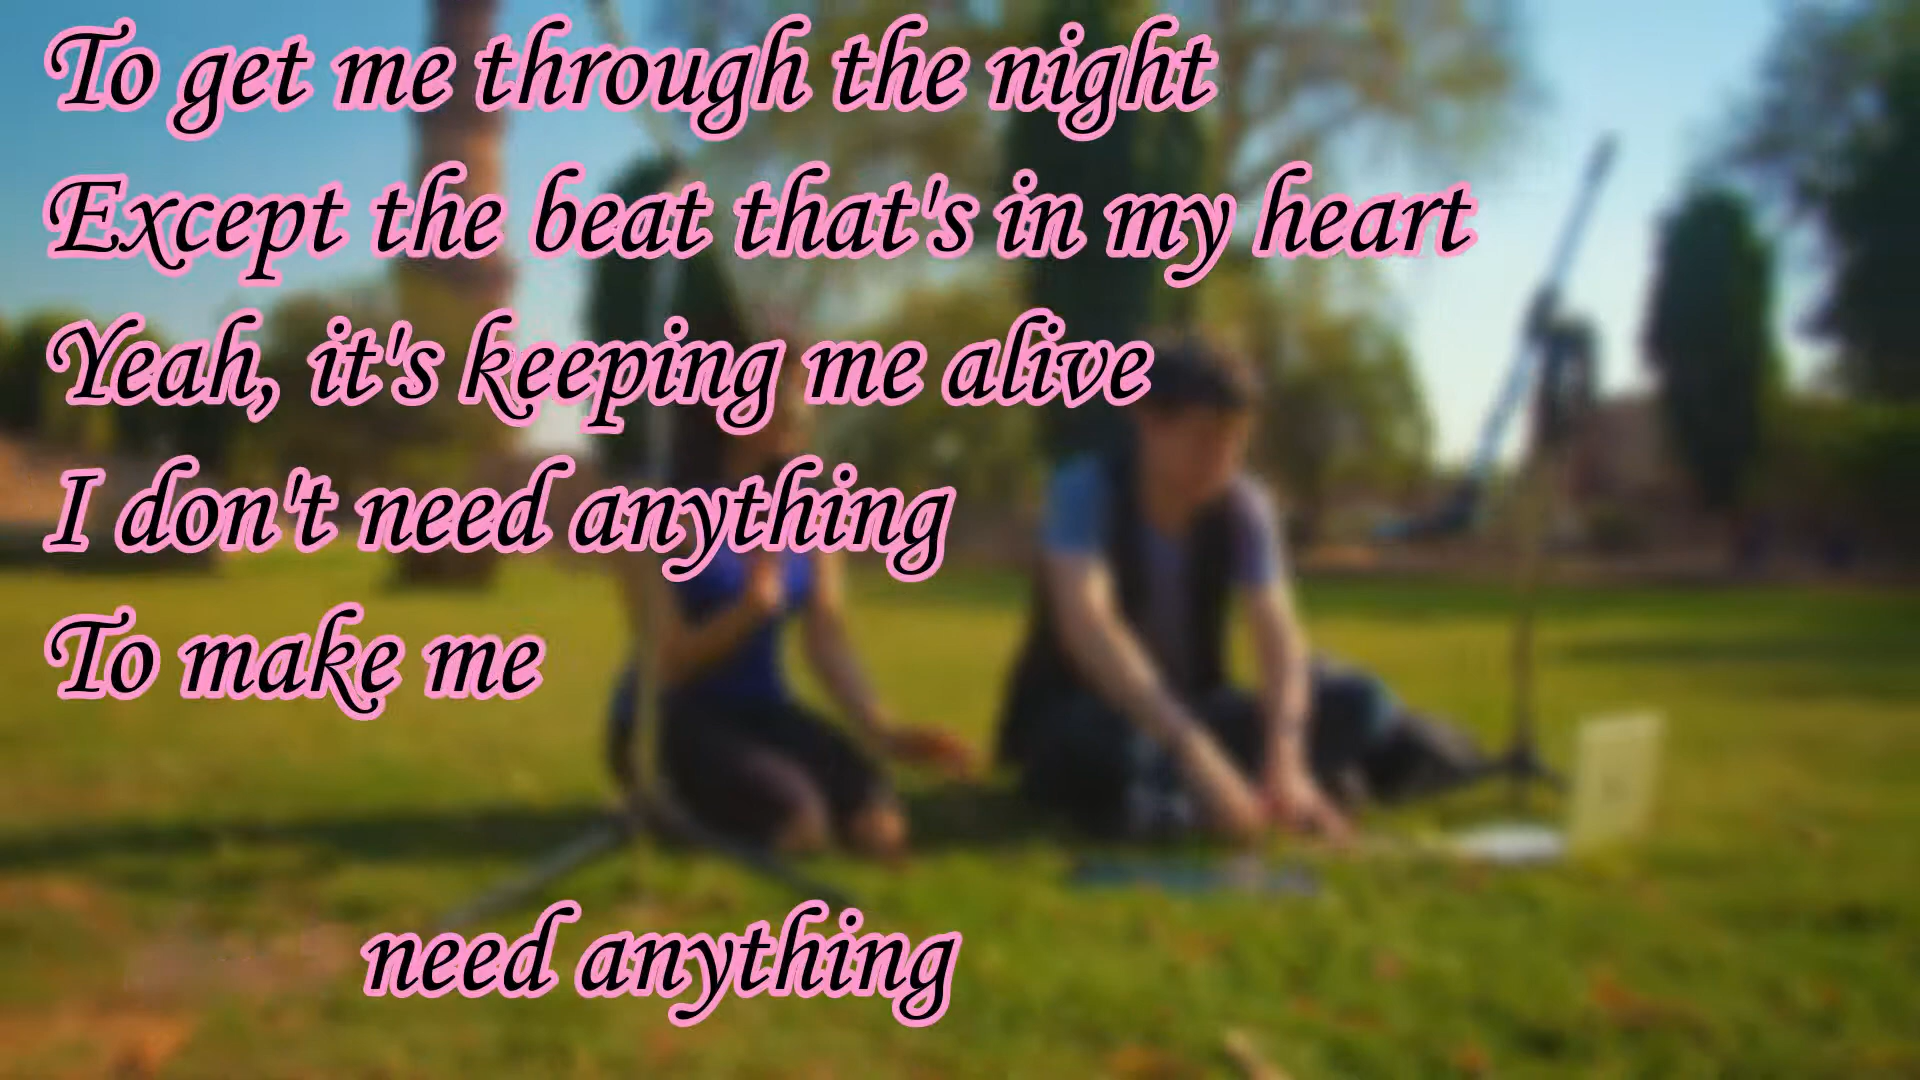 To get me through the night
Except the beat that's in my heart
Yeah, it's keeping me alive
I don't need anything
To make me
need anything